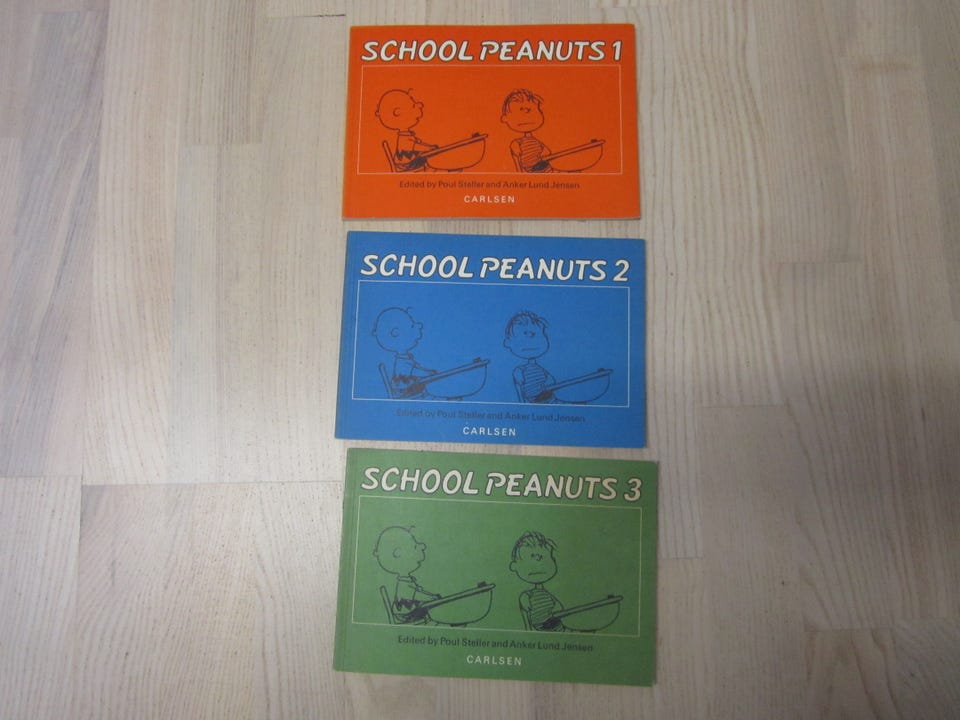 SCHOOL PEANUTS 1
Edited by Poul Steller and Anker Lund Jensen
CARLSEN
SCHOOL PEANUTS 2
Edited by Poul Steller and Anker Lund Jensen
CARLSEN
SCHOOL PEANUTS 3
Edited by Poul Steller and Anker Lund Jensen
CARLSEN